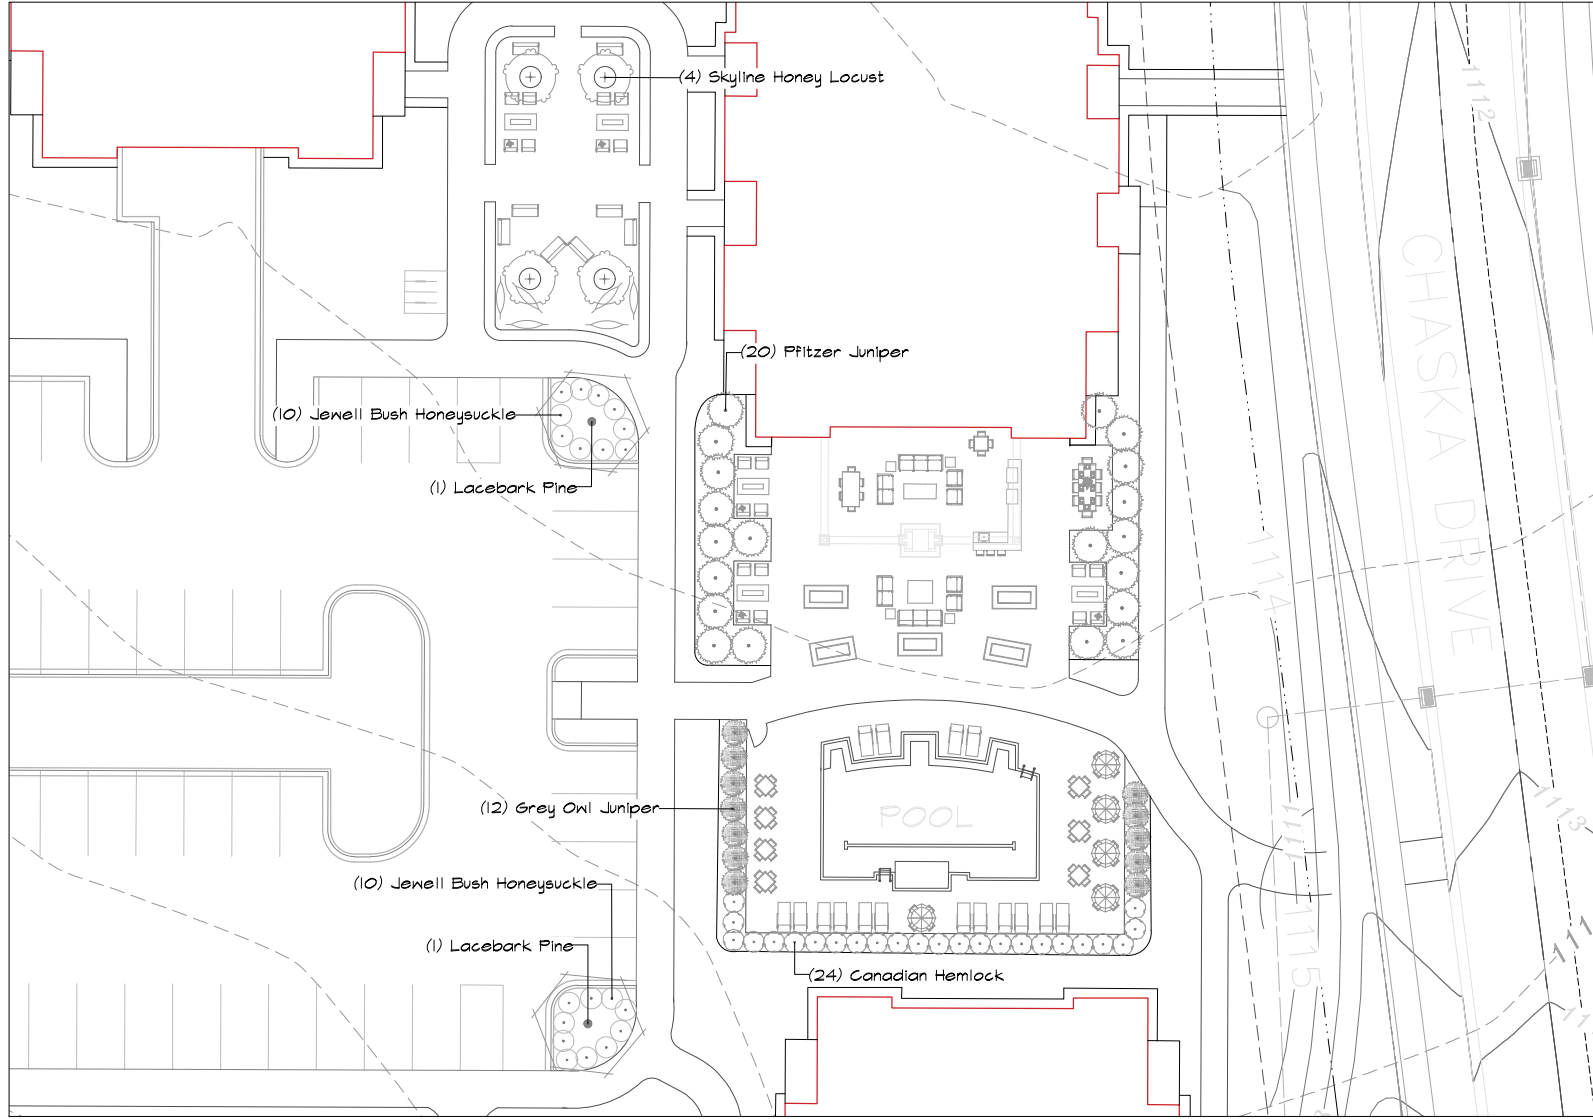 (4) Skyline Honey Locust
1112
CHASKA DRIVE
(20) Pfitzer Juniper
(10) Jewell Bush Honeysuckle
(1) Lacebark Pine
1114
POOL
(12) Grey Owl Juniper
1113
(10) Jewell Bush Honeysuckle
(1) Lacebark Pine
1115
(24) Canadian Hemlock